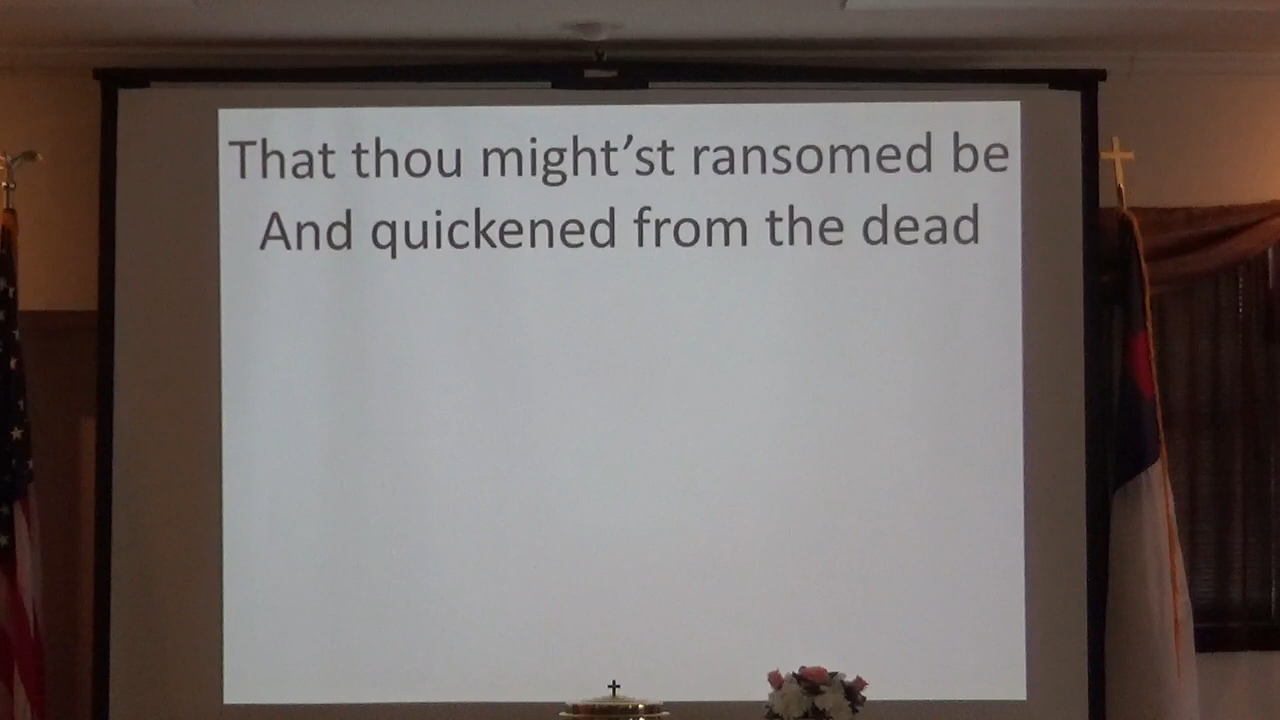 That thou might’st ransomed be
And quickened from the dead